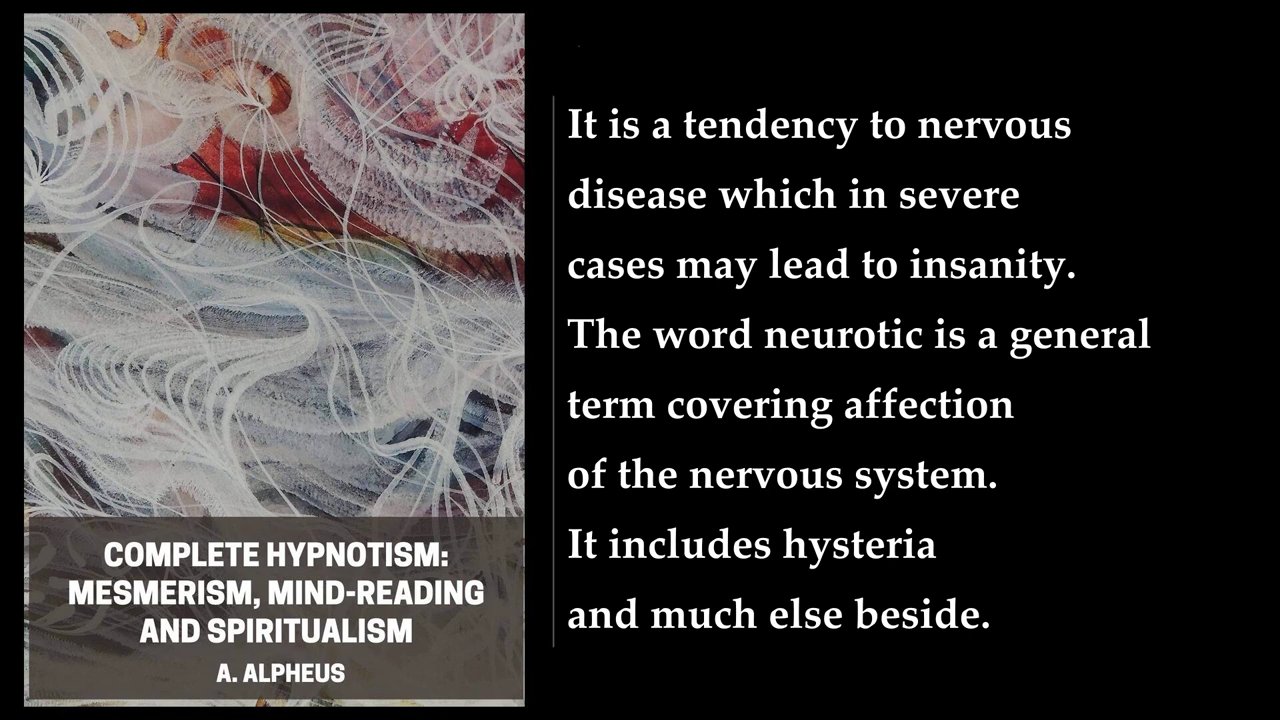 COMPLETE HYPNOTISM:
MESMERISM, MIND-READING
AND SPIRITUALISM
A. ALPHEUS
It is a tendency to nervous
disease which in severe
cases may lead to insanity.
The word neurotic is a general
term covering affection
of the nervous system.
It includes hysteria
and much else beside.